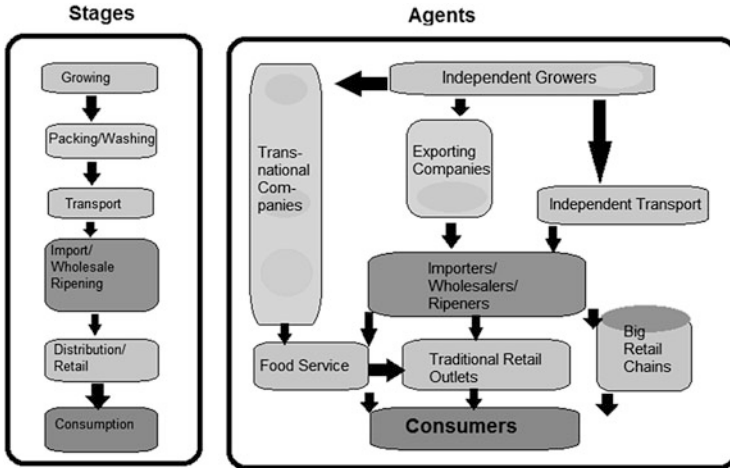 Stages
Growing
Packing/Washing
Transport
Import/
Wholesale
Ripening
Distribution/
Retail
Consumption
Agents
Independent Growers
Trans-
national
Com-
panies
Exporting
Companies
Independent Transport
Importers/
Wholesalers/
Ripeners
Food Service
Traditional Retail
Outlets
Big
Retail
Chains
Consumers